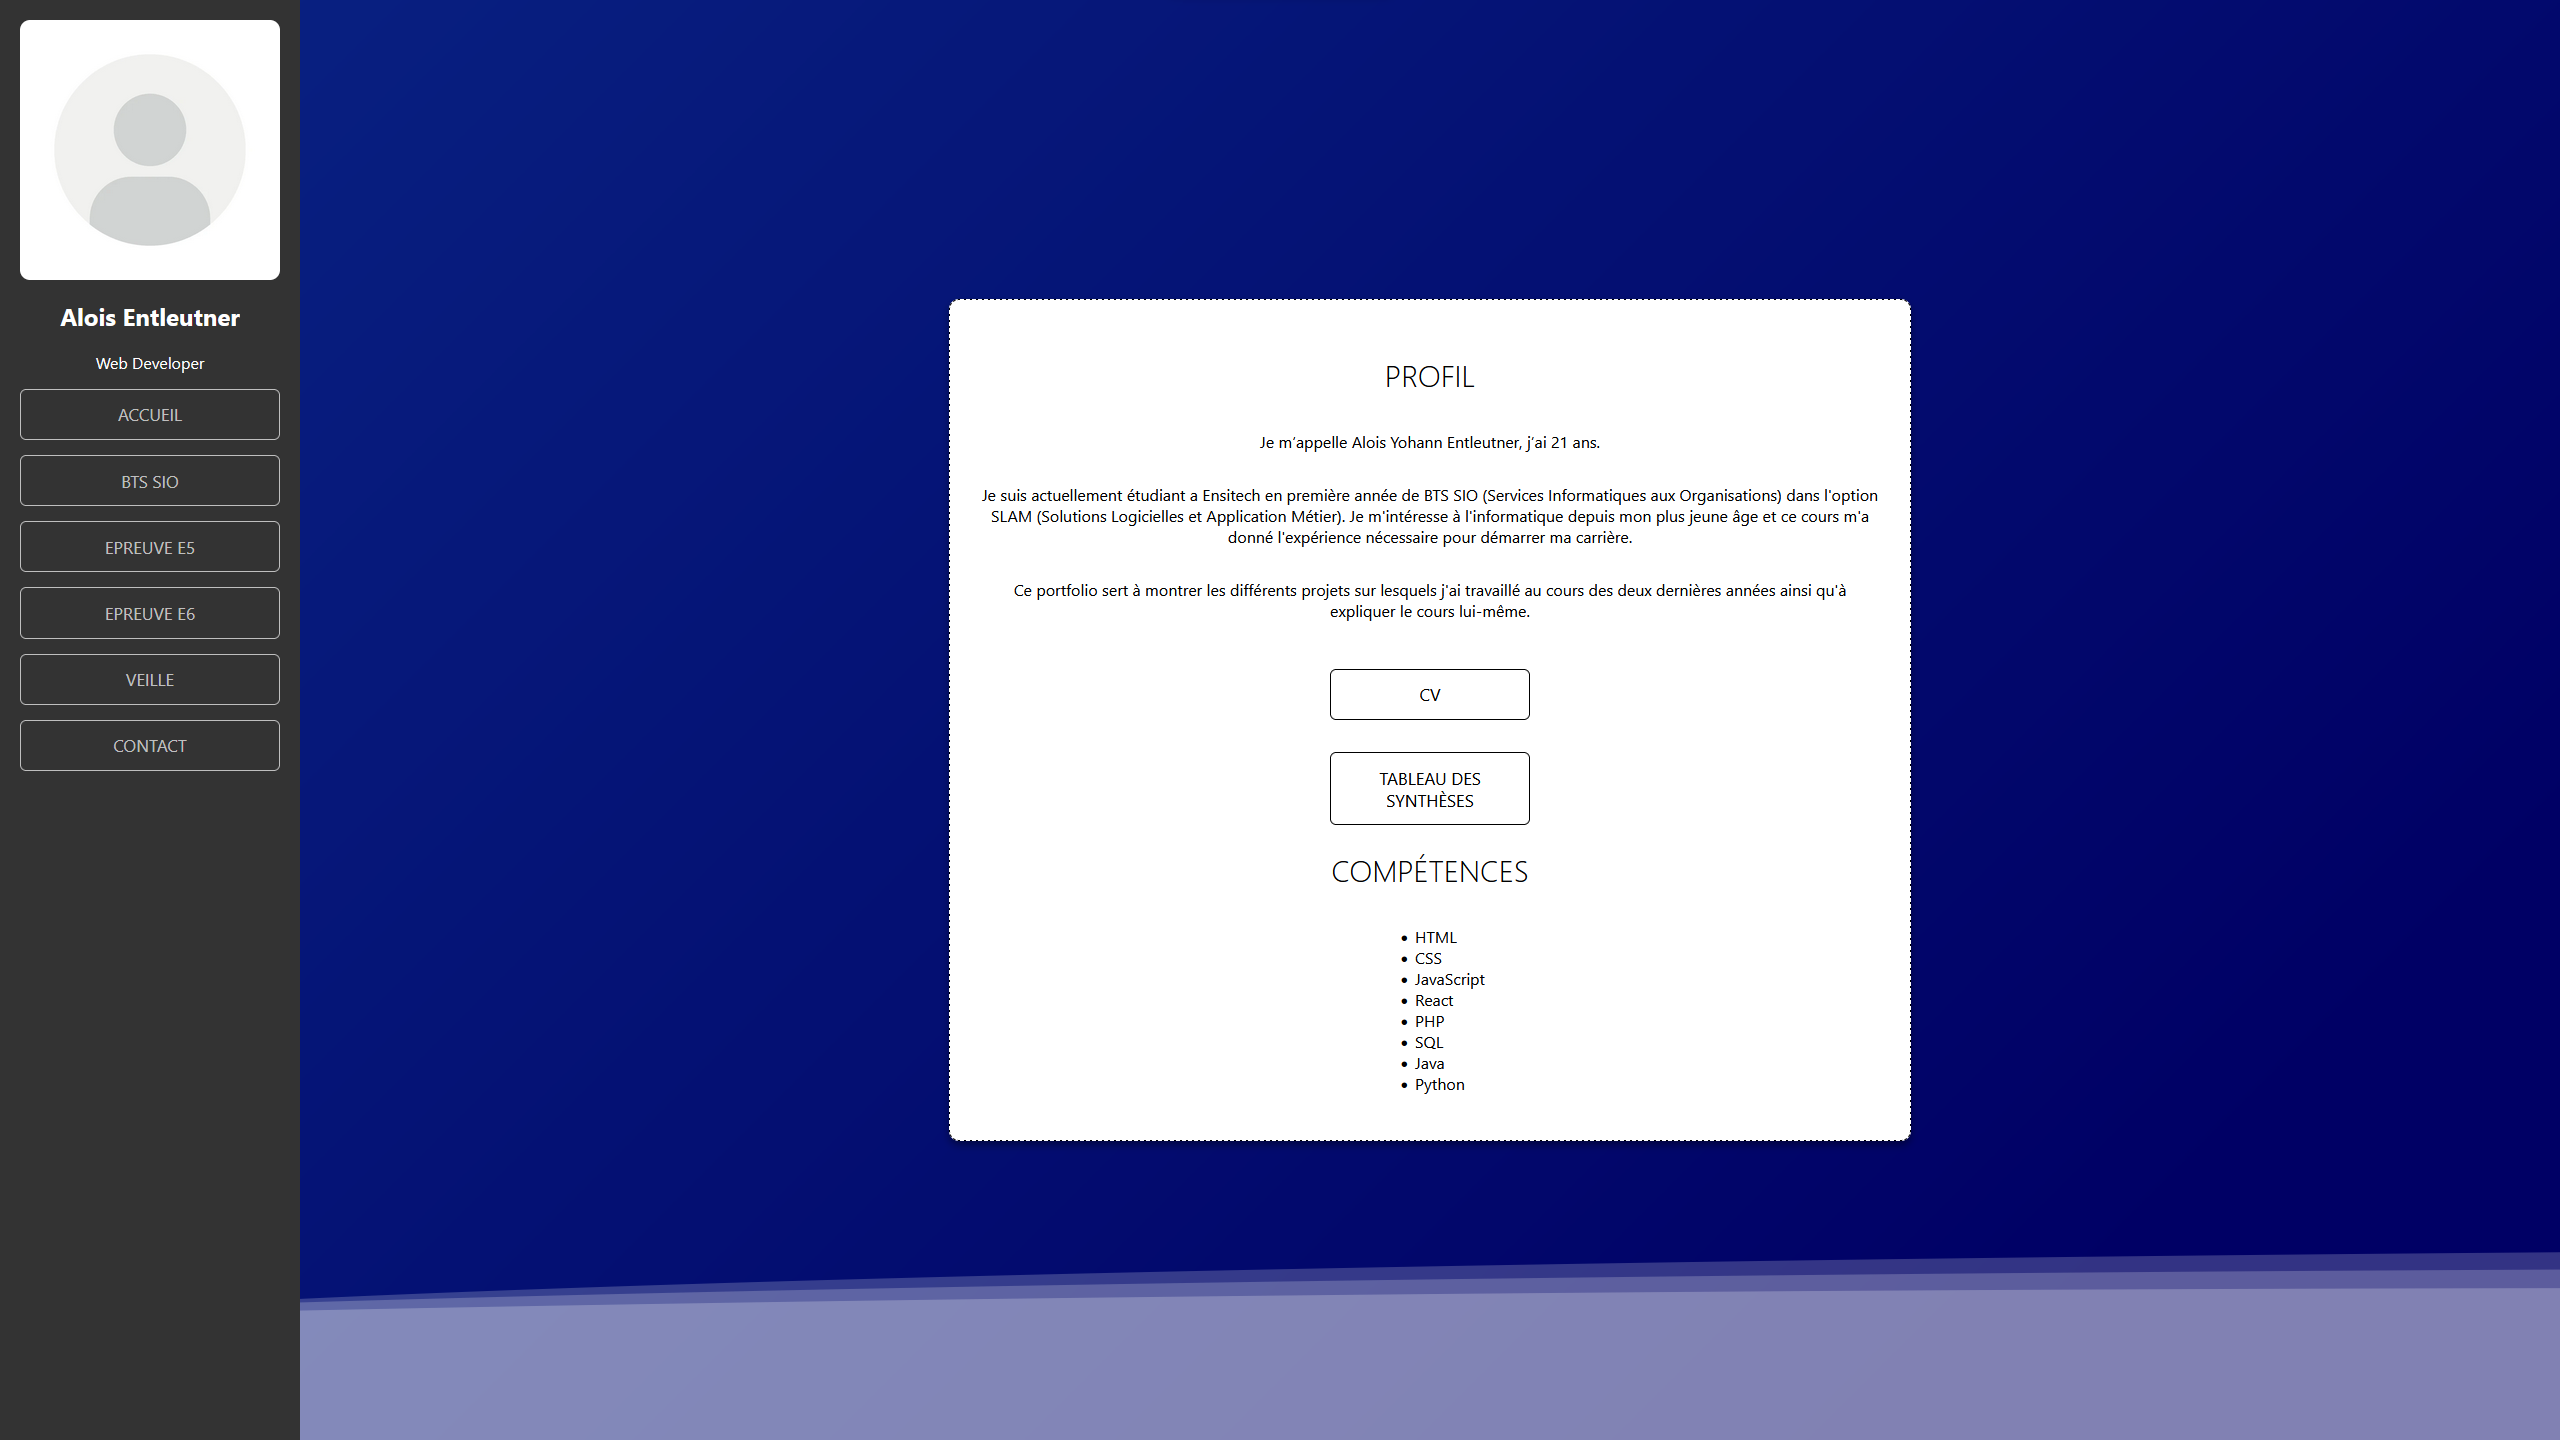 Alois Entleutner
Web Developer
ACCUEIL
BTS SIO
EPREUVE E5
EPREUVE E6
VEILLE
CONTACT
PROFIL
Je m’appelle Alois Yohann Entleutner, j’ai 21 ans.
Je suis actuellement étudiant a Ensitech en première année de BTS SIO (Services Informatiques aux Organisations) dans l'option
SLAM (Solutions Logicielles et Application Métier). Je m'intéresse à l'informatique depuis mon plus jeune âge et ce cours m'a
donné l'expérience nécessaire pour démarrer ma carrière.
Ce portfolio sert à montrer les différents projets sur lesquels j'ai travaillé au cours des deux dernières années ainsi qu'à
expliquer le cours lui-même.
CV
TABLEAU DES
SYNTHÈSES
COMPÉTENCES
• HTML
• CSS
• JavaScript
• React
• PHP
• SQL
• Java
• Python